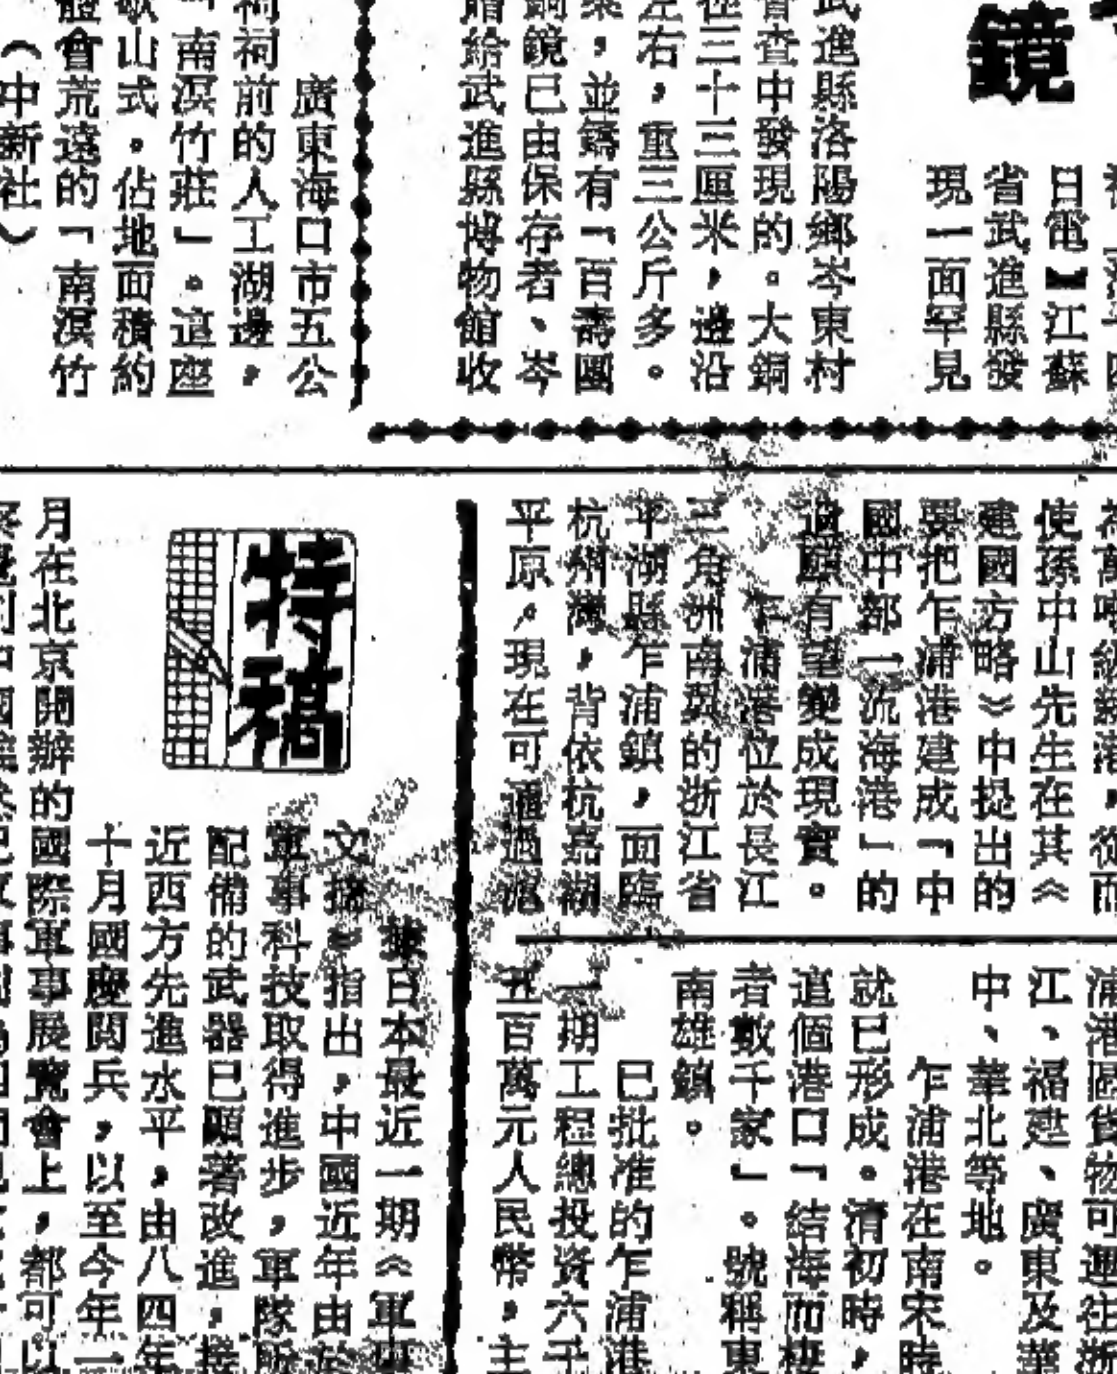 鏡
日電】江蘇
省武進縣發
現一面罕見
武進縣洛陽鄉岑東村
查中發現的。大銅
徑三十三厘米，邊沿
左右，重三公斤多。
，並鑄有「百壽團
銅鏡已由保存者、岑
贈給武進縣博物館收
廣東海口市五公
祠前的人工湖邊，
南溟竹莊」。這座
歇山式。佔地面積約
體會荒遠的「南溟竹
（中新社）
使孫中山先生在其《
建國方略》中提出的
要把乍浦港建成「中
國中部一流海港」的
過願有望變成現實。
乍浦港位於長江
三角洲南翼的浙江省
平湖縣乍浦鎮，面臨
杭州灣，背依杭嘉湖
平原，現在可通過滬
浦港區貨物可運往浙
江、福建、廣東及華
中、華北等地。
乍浦港在南宋時
就已形成。清初時，
這個港口「結海而棲
者數千家」。號稱東
南雄鎮。
已批准的乍浦港
一期工程總投資六千
五百萬元人民幣，主
特稿
據日本最近一期《軍事
文摘》指出，中國近年由於
軍事科技取得進步，軍隊所
配備的武器已顯著改進，接
近西方先進水平，由八四年
十月國慶閱兵，以至今年一
月在北京開辦的國際軍事展覽會上，都可以